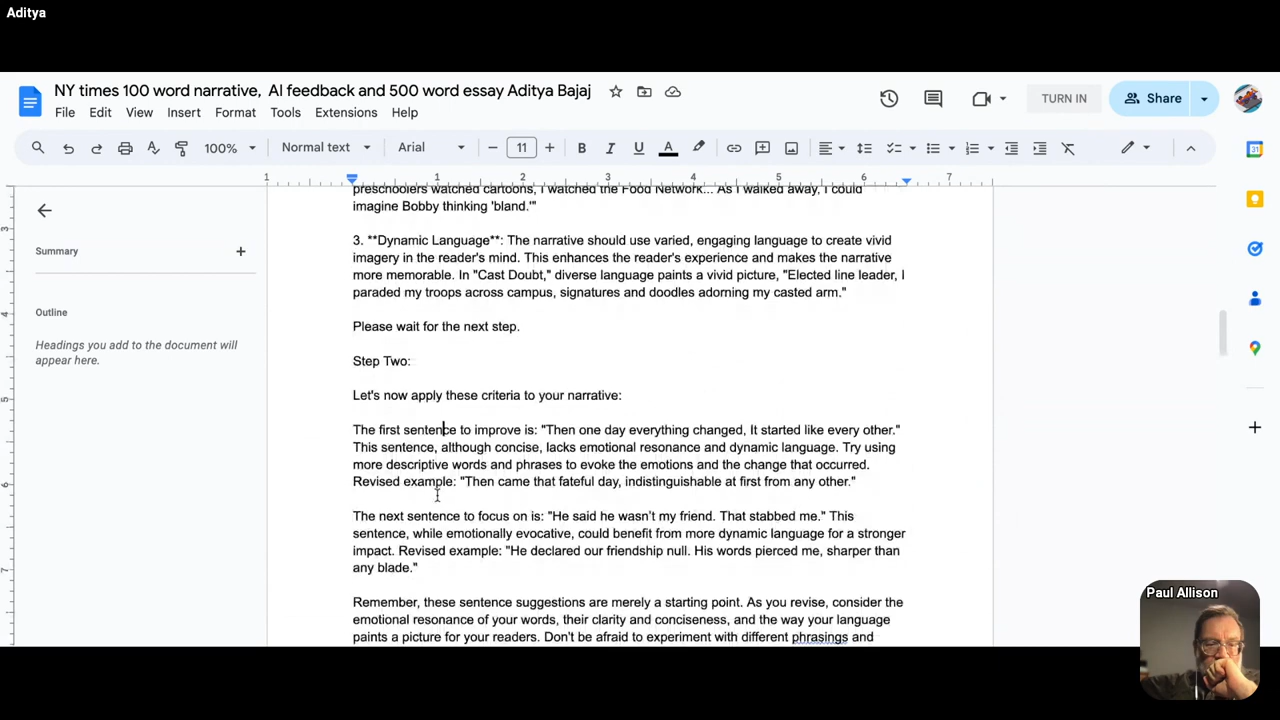 Aditya
NY times 100 word narrative, AI feedback and 500 word essay Aditya Bajaj
File Edit View Insert Format Tools Extensions Help
TURN IN
Share
100%
Normal text
Arial
11
1 1 2 3 4 5 6 7
Summary
Outline
Headings you add to the document will
appear here.
preschoolers watched cartoons, I watched the Food Network... As I walked away, I could
imagine Bobby thinking 'bland.'"
3. **Dynamic Language**: The narrative should use varied, engaging language to create vivid
imagery in the reader's mind. This enhances the reader's experience and makes the narrative
more memorable. In "Cast Doubt," diverse language paints a vivid picture, "Elected line leader, I
paraded my troops across campus, signatures and doodles adorning my casted arm."
Please wait for the next step.
Step Two:
Let's now apply these criteria to your narrative:
The first sentence to improve is: "Then one day everything changed, It started like every other."
This sentence, although concise, lacks emotional resonance and dynamic language. Try using
more descriptive words and phrases to evoke the emotions and the change that occurred.
Revised example: "Then came that fateful day, indistinguishable at first from any other."
The next sentence to focus on is: "He said he wasn't my friend. That stabbed me." This
sentence, while emotionally evocative, could benefit from more dynamic language for a stronger
impact. Revised example: "He declared our friendship null. His words pierced me, sharper than
any blade."
Remember, these sentence suggestions are merely a starting point. As you revise, consider the
emotional resonance of your words, their clarity and conciseness, and the way your language
paints a picture for your readers. Don't be afraid to experiment with different phrasings and
Paul Allison